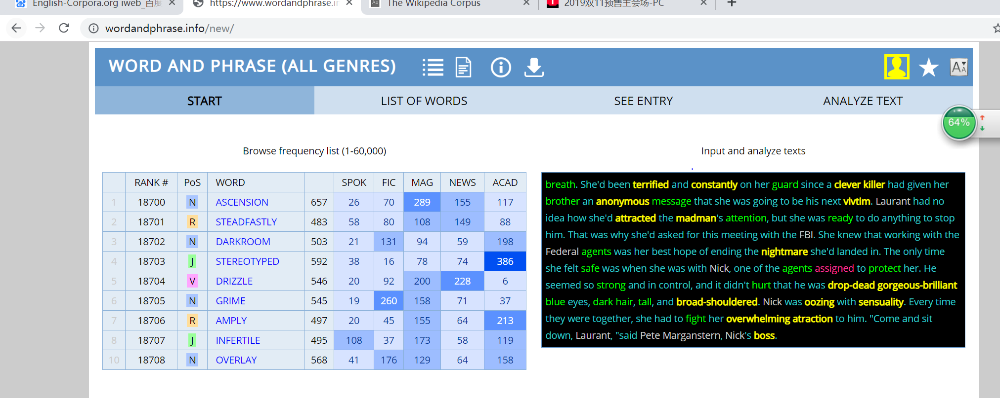 English-Corpora.org iweb_百度 https://www.wordandphrase.in The Wikipedia Corpus 2019双11预售主会场-PC
wordandphrase.info/new/
WORD AND PHRASE (ALL GENRES)
START LIST OF WORDS SEE ENTRY ANALYZE TEXT
64%
Browse frequency list (1-60,000)
RANK # PoS WORD SPOK FIC MAG NEWS ACAD
1 18700 N ASCENSION 657 26 70 289 155 117
2 18701 R STEADFASTLY 483 58 80 108 149 88
3 18702 N DARKROOM 503 21 131 94 59 198
4 18703 J STEREOTYPED 592 38 16 78 74 386
5 18704 V DRIZZLE 546 20 92 200 228 6
6 18705 N GRIME 545 19 260 158 71 37
7 18706 R AMPLY 497 20 45 155 64 213
8 18707 J INFERTILE 495 108 37 173 58 119
10 18708 N OVERLAY 568 41 176 129 64 158
Input and analyze texts
breath. She'd been terrified and constantly on her guard since a clever killer had given her
brother an anonymous message that she was going to be his next vivtim. Laurant had no
idea how she'd attracted the madman's attention, but she was ready to do anything to stop
him. That was why she'd asked for this meeting with the FBI. She knew that working with the
Federal agents was her best hope of ending the nightmare she'd landed in. The only time
she felt safe was when she was with Nick, one of the agents assigned to protect her. He
seemed so strong and in control, and it didn't hurt that he was drop-dead gorgeous-brilliant
blue eyes, dark hair, tall, and broad-shouldered. Nick was oozing with sensuality. Every time
they were together, she had to fight her overwhelming atraction to him. "Come and sit
down, Laurant, "said Pete Marganstern, Nick's boss.